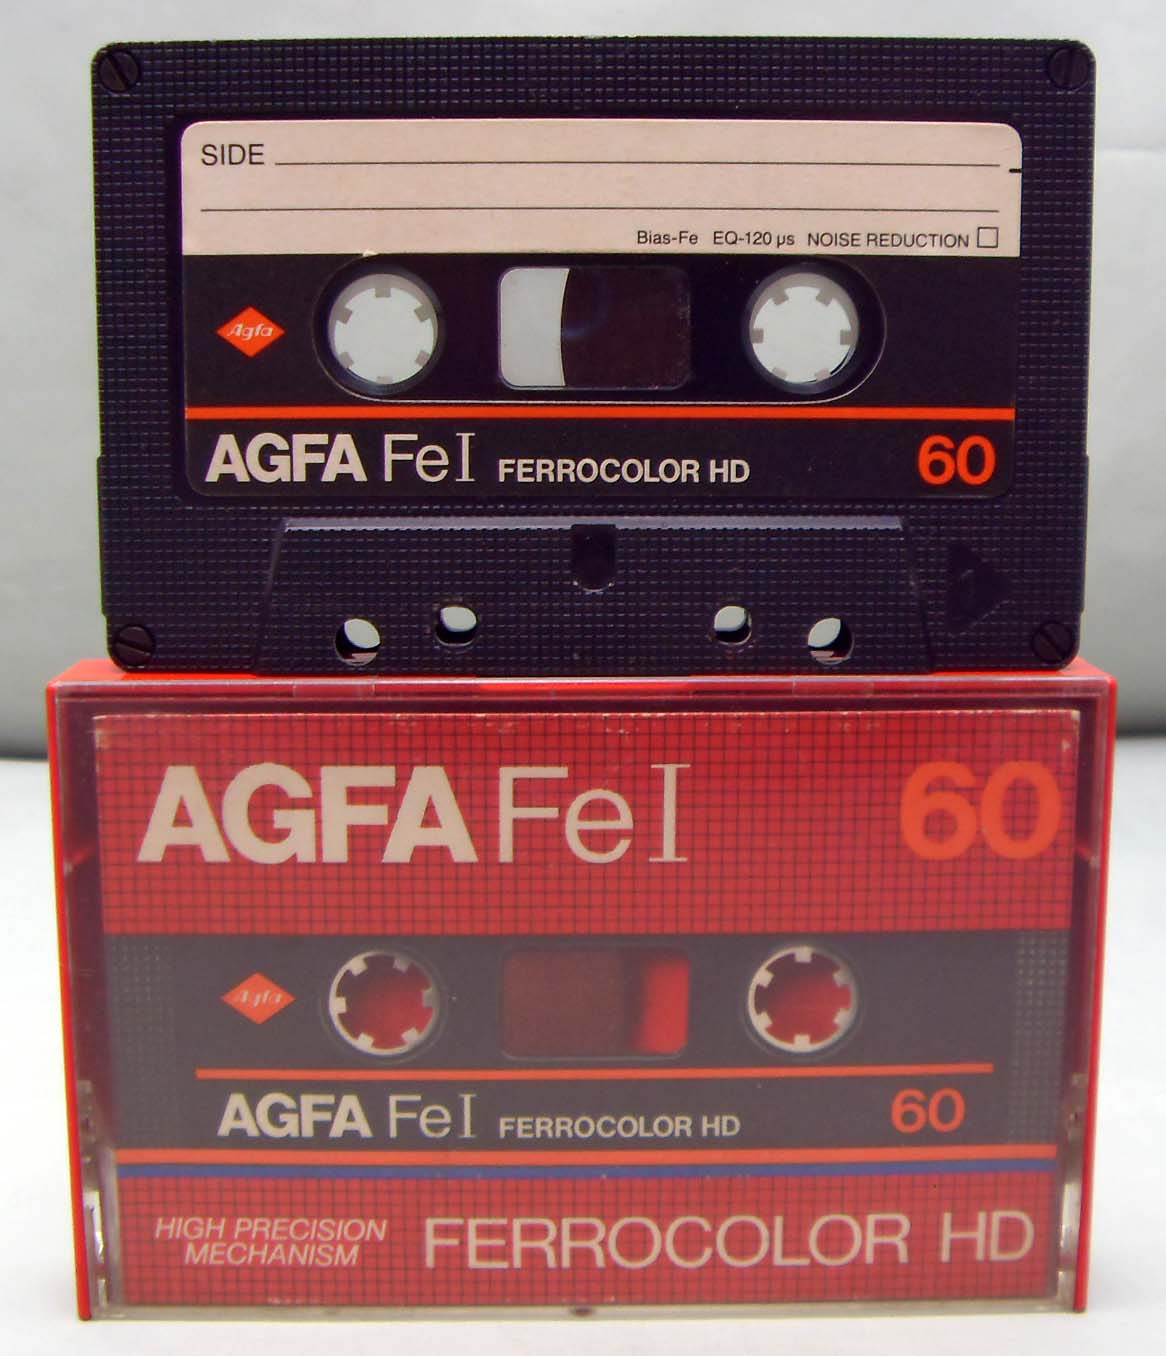 SIDE
Bias-Fe EQ-120 µs NOISE REDUCTION
Agfa
AGFA FeI FERROCOLOR HD 60
AGFA FeI 60
Agfa
AGFA FeI FERROCOLOR HD 60
HIGH PRECISION
MECHANISM
FERROCOLOR HD